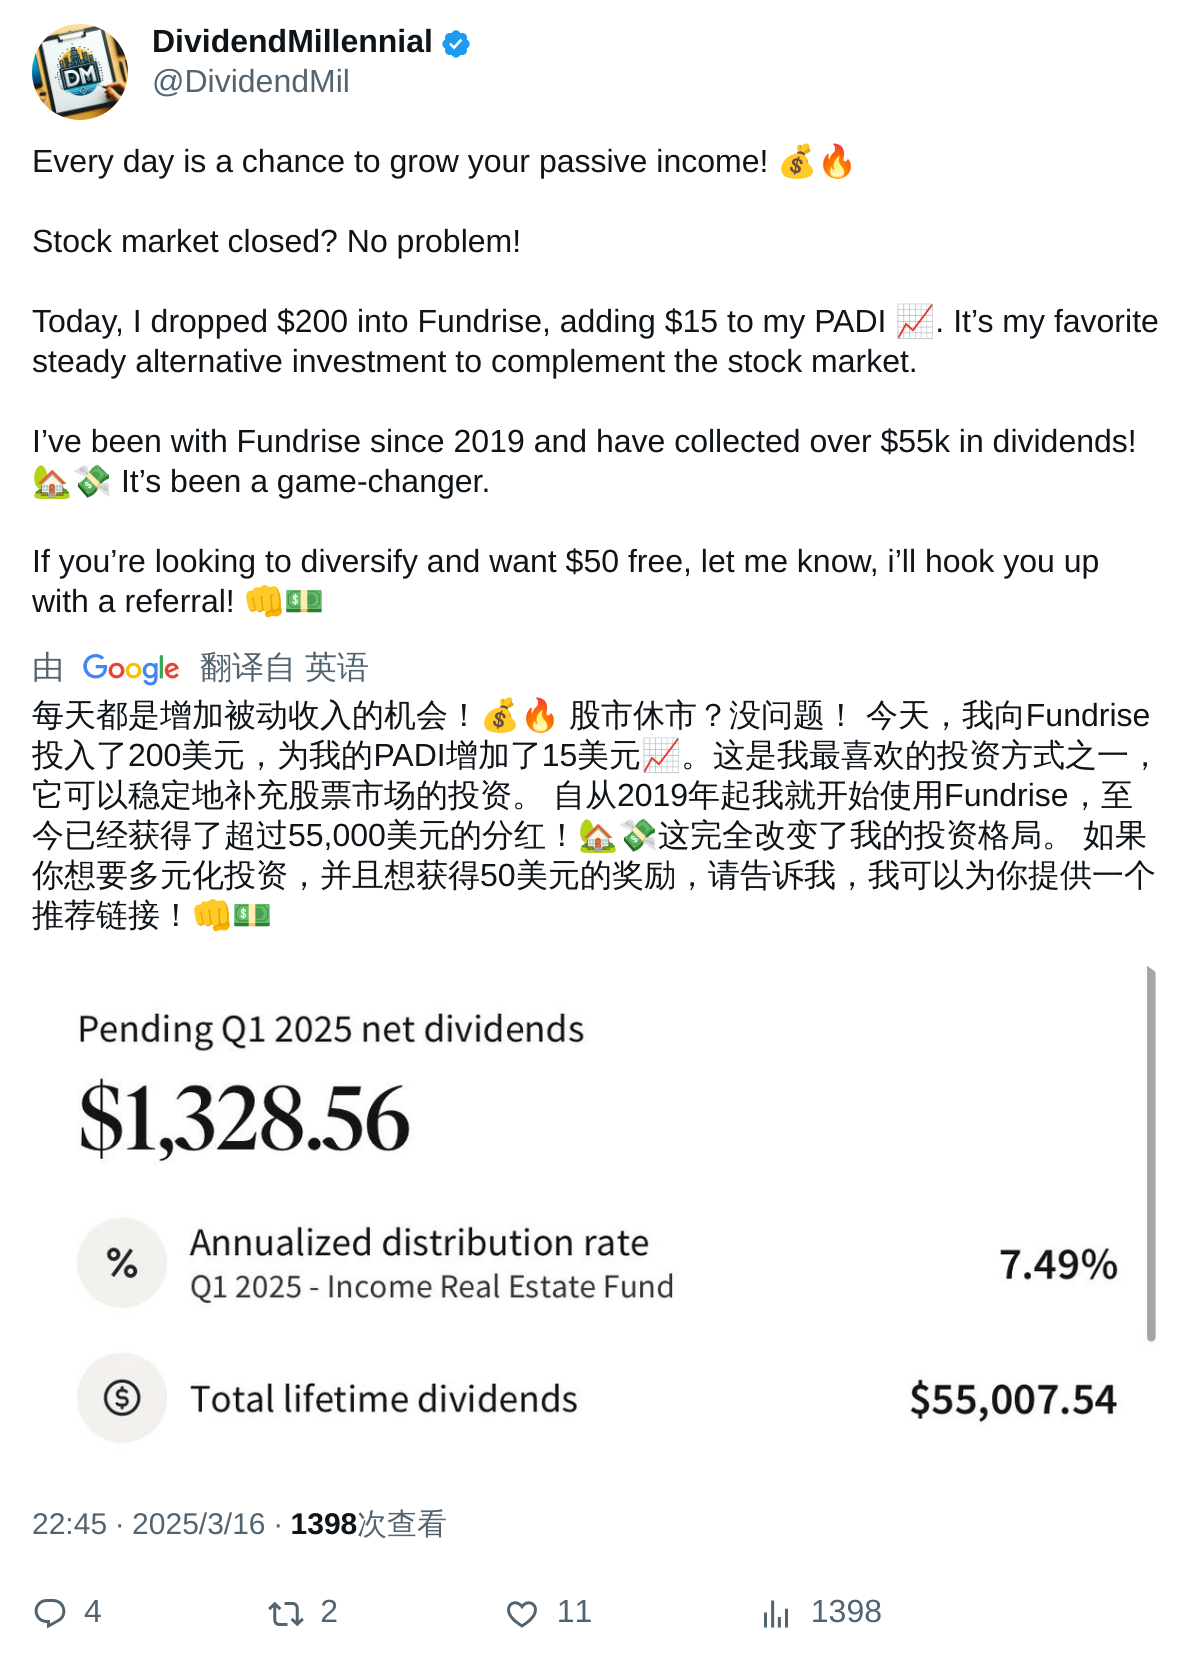 DividendMillennial
@DividendMil
Every day is a chance to grow your passive income! 💰🔥
Stock market closed? No problem!
Today, I dropped $200 into Fundrise, adding $15 to my PADI 📈. It’s my favorite
steady alternative investment to complement the stock market.
I’ve been with Fundrise since 2019 and have collected over $55k in dividends!
🏡💸 It’s been a game-changer.
If you’re looking to diversify and want $50 free, let me know, i’ll hook you up
with a referral! 👊💵
由 Google 翻译自 英语
每天都是增加被动收入的机会！💰🔥 股市休市？没问题！ 今天，我向Fundrise
投入了200美元，为我的PADI增加了15美元📈。这是我最喜欢的投资方式之一，
它可以稳定地补充股票市场的投资。 自从2019年起我就开始使用Fundrise，至
今已经获得了超过55,000美元的分红！🏡💸这完全改变了我的投资格局。 如果
你想要多元化投资，并且想获得50美元的奖励，请告诉我，我可以为你提供一个
推荐链接！👊💵
Pending Q1 2025 net dividends
$1,328.56
%
Annualized distribution rate
Q1 2025 - Income Real Estate Fund
7.49%
$
Total lifetime dividends
$55,007.54
22:45 · 2025/3/16 · 1398次查看
4 2 11 1398
DM